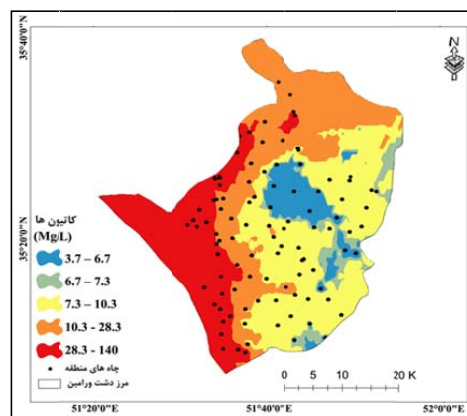 35°40'0"N
N
35°20'0"N
کاتیون ها
(Mg/L)
3.7 – 6.7
6.7 – 7.3
7.3 – 10.3
10.3 - 28.3
28.3 - 140
چاه های منطقه
مرز دشت ورامین
0 5 10 20 K
51°20'0"E 51°40'0"E 52°0'0"E